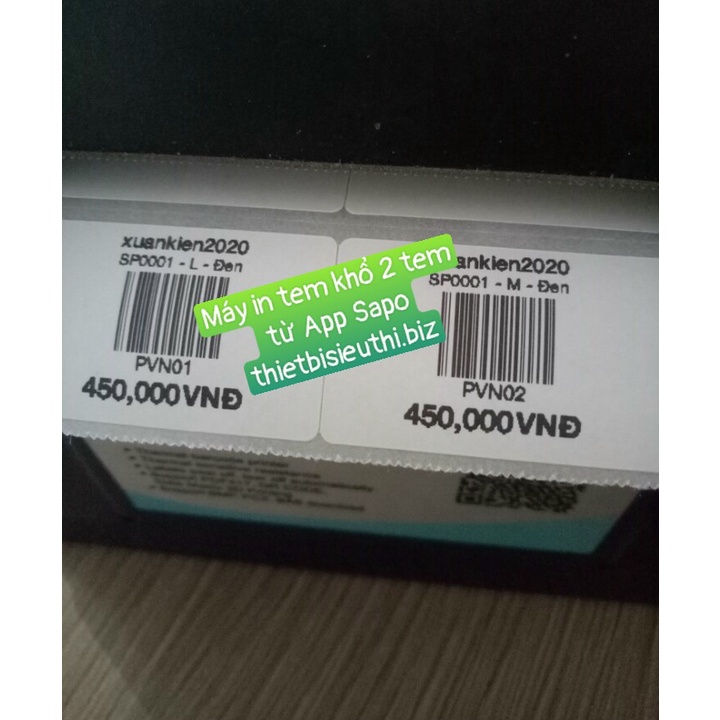 xuankien2020
SP0001 - L - Đen
PVN01
450,000VNĐ
ankien2020
SP0001 - M - Đen
PVN02
450,000VNĐ
Máy in tem khổ 2 tem
từ App Sapo
thietbisieuthi.biz